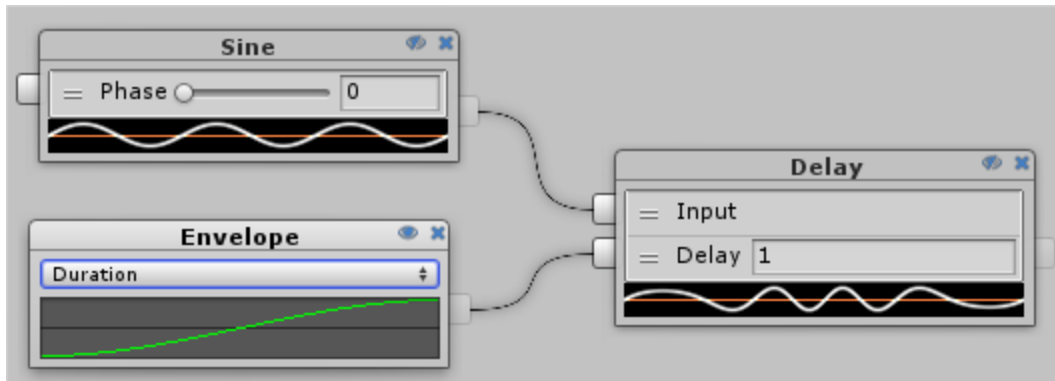 Sine
Phase 0
Envelope
Duration
Delay
Input
Delay 1